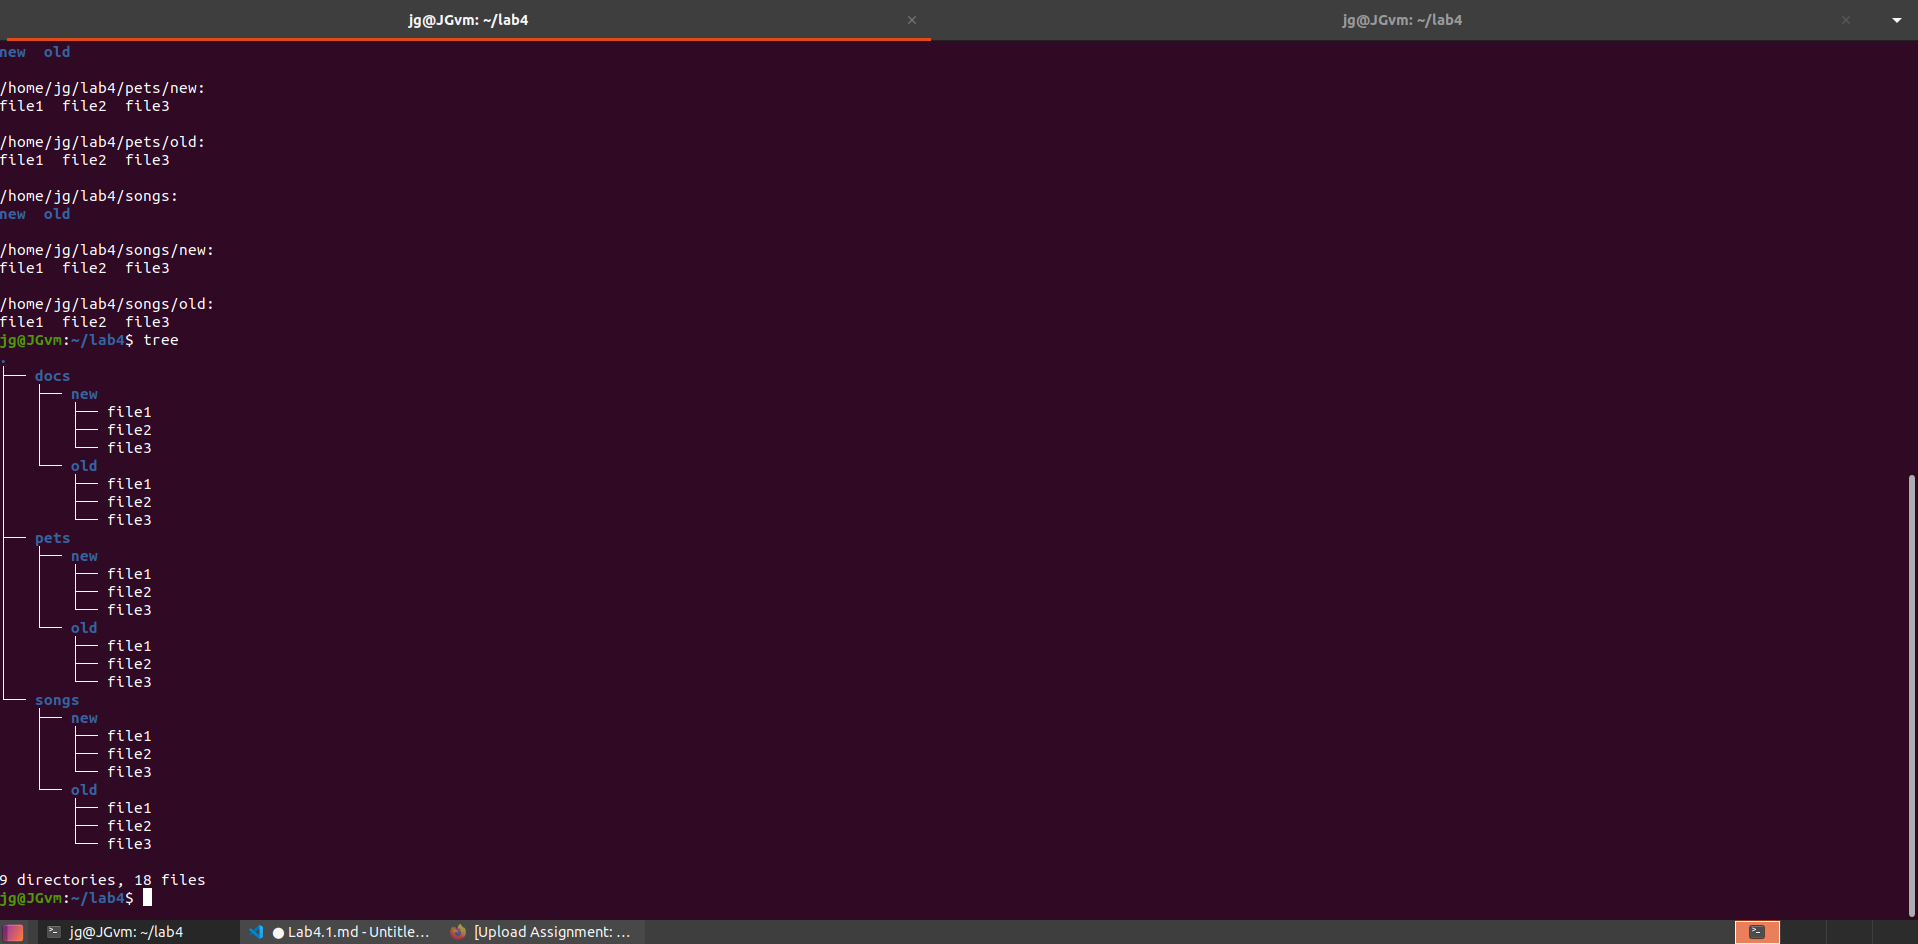 jg@JGvm: ~/lab4 × jg@JGvm: ~/lab4 ×
new  old

/home/jg/lab4/pets/new:
file1  file2  file3

/home/jg/lab4/pets/old:
file1  file2  file3

/home/jg/lab4/songs:
new  old

/home/jg/lab4/songs/new:
file1  file2  file3

/home/jg/lab4/songs/old:
file1  file2  file3
jg@JGvm:~/lab4$ tree
.
├── docs
│   ├── new
│   │   ├── file1
│   │   ├── file2
│   │   └── file3
│   └── old
│       ├── file1
│       ├── file2
│       └── file3
├── pets
│   ├── new
│   │   ├── file1
│   │   ├── file2
│   │   └── file3
│   └── old
│       ├── file1
│       ├── file2
│       └── file3
└── songs
    ├── new
    │   ├── file1
    │   ├── file2
    │   └── file3
    └── old
        ├── file1
        ├── file2
        └── file3

9 directories, 18 files
jg@JGvm:~/lab4$
jg@JGvm: ~/lab4 ● Lab4.1.md - Untitle... [Upload Assignment: ...